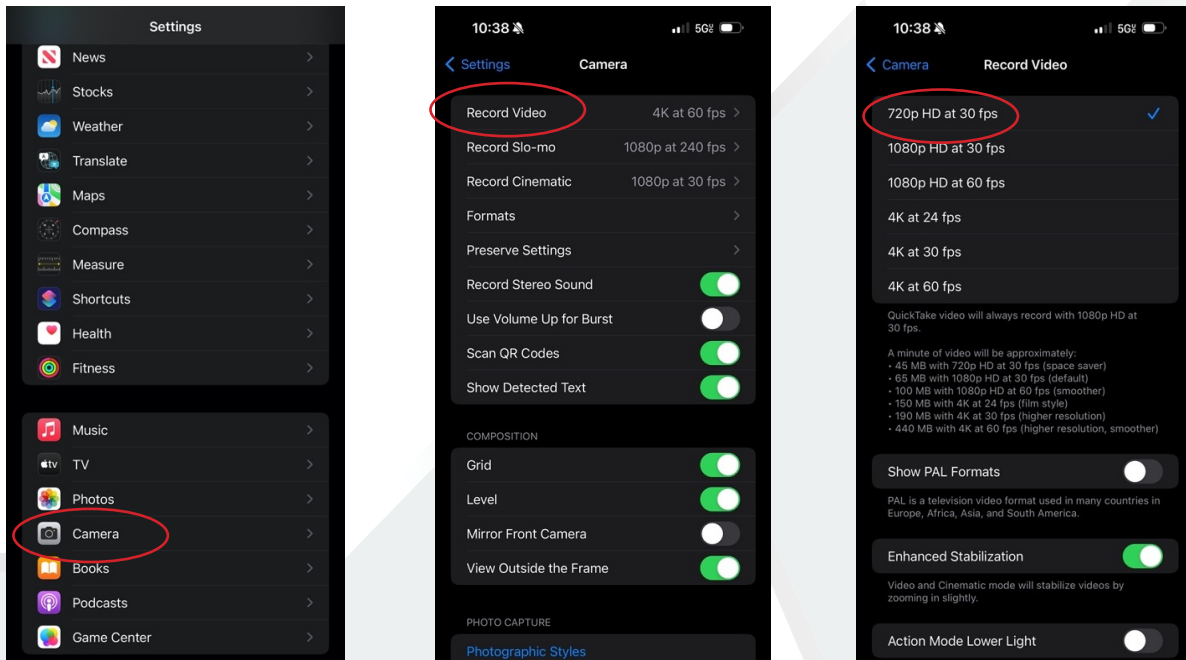 Settings
News
Stocks
Weather
Translate
Maps
Compass
Measure
Shortcuts
Health
Fitness
Music
tv TV
Photos
Camera
Books
Podcasts
Game Center
10:38 5G
Settings Camera
Record Video 4K at 60 fps
Record Slo-mo 1080p at 240 fps
Record Cinematic 1080p at 30 fps
Formats
Preserve Settings
Record Stereo Sound
Use Volume Up for Burst
Scan QR Codes
Show Detected Text
COMPOSITION
Grid
Level
Mirror Front Camera
View Outside the Frame
PHOTO CAPTURE
Photographic Styles
10:38 5G
Camera Record Video
720p HD at 30 fps
1080p HD at 30 fps
1080p HD at 60 fps
4K at 24 fps
4K at 30 fps
4K at 60 fps
QuickTake video will always record with 1080p HD at
30 fps.
A minute of video will be approximately:
• 45 MB with 720p HD at 30 fps (space saver)
• 65 MB with 1080p HD at 30 fps (default)
• 100 MB with 1080p HD at 60 fps (smoother)
• 150 MB with 4K at 24 fps (film style)
• 190 MB with 4K at 30 fps (higher resolution)
• 440 MB with 4K at 60 fps (higher resolution, smoother)
Show PAL Formats
PAL is a television video format used in many countries in
Europe, Africa, Asia, and South America.
Enhanced Stabilization
Video and Cinematic mode will stabilize videos by
zooming in slightly.
Action Mode Lower Light